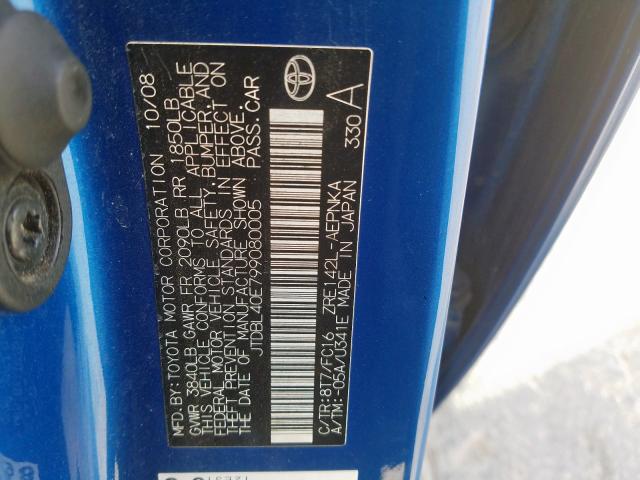 MFD. BY: TOYOTA MOTOR CORPORATION 10/08
GVWR 3840LB GAWR FR 2090LB RR 1850LB
THIS VEHICLE CONFORMS TO ALL APPLICABLE
FEDERAL MOTOR VEHICLE SAFETY, BUMPER, AND
THEFT PREVENTION STANDARDS IN EFFECT ON
THE DATE OF MANUFACTURE SHOWN ABOVE.
JTDBL40E799080005 PASS. CAR
C/TR: 8T7/FC16 ZRE142L-AEPNKA 330 A
A/TM: -05A/U341E MADE IN JAPAN